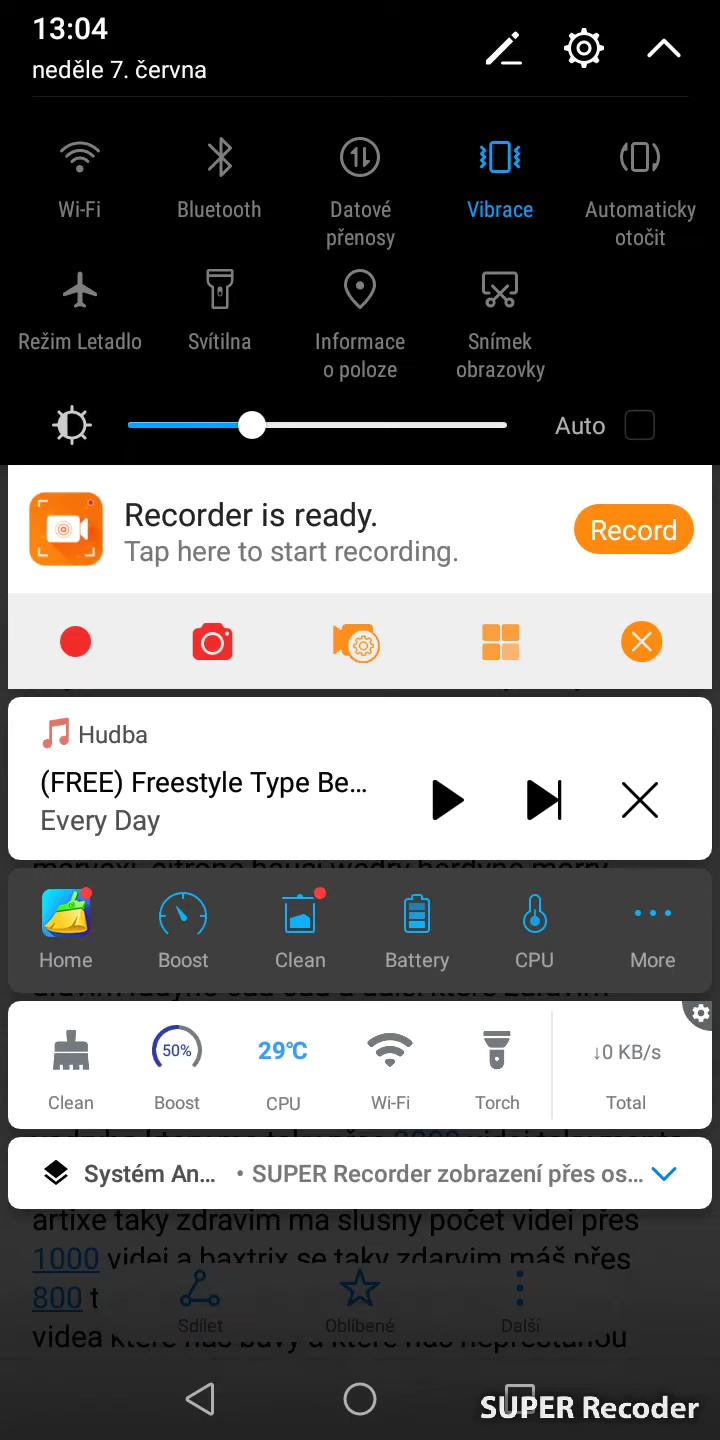 13:04
neděle 7. června
Wi-Fi
Bluetooth
Datové přenosy
Vibrace
Automaticky otočit
Režim Letadlo
Svítilna
Informace o poloze
Snímek obrazovky
Auto
Recorder is ready.
Tap here to start recording.
Record
Hudba
(FREE) Freestyle Type Be...
Every Day
Home
Boost
Clean
Battery
CPU
More
Clean
50%
Boost
29℃
CPU
Wi-Fi
Torch
↓0 KB/s
Total
Systém An... • SUPER Recorder zobrazení přes os...
artixe taky zdravím má slušný počet videí přes
1000 videi a baxtrix se taky zdarvim máš přes
800 t
videa které nás baví a které nás nepřestanou
Sdílet
Oblíbené
Další
SUPER Recoder